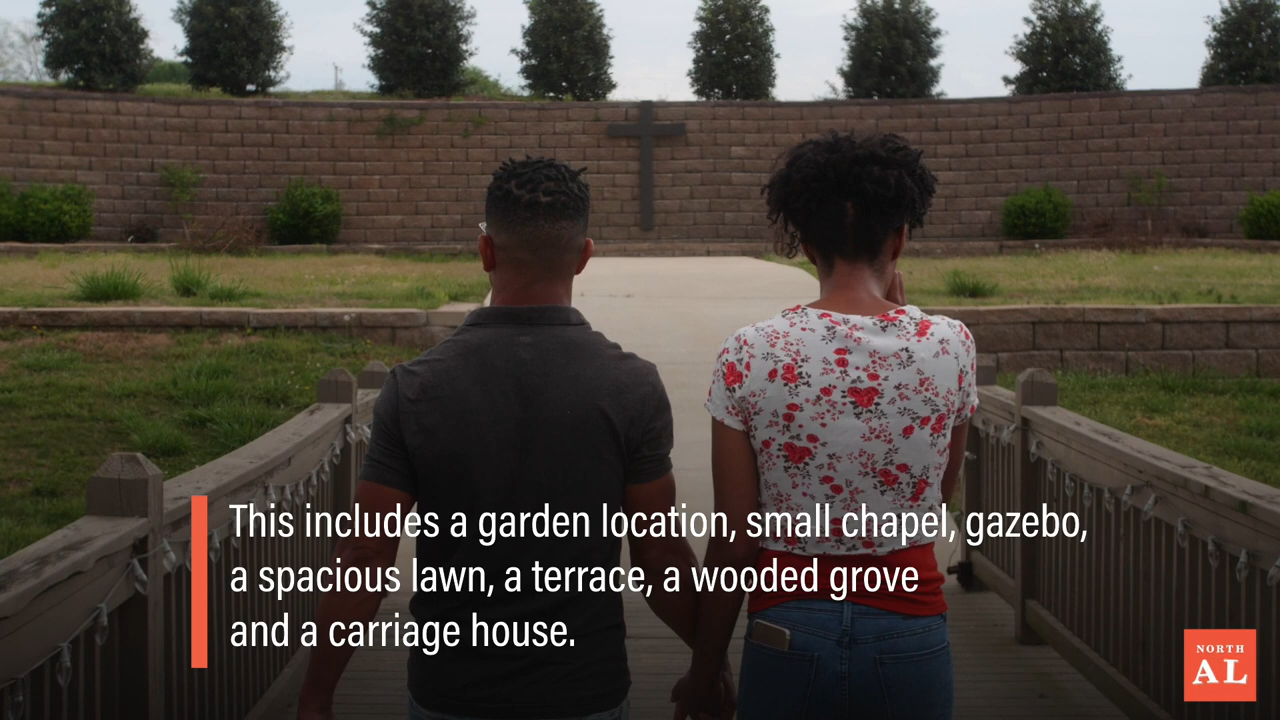 This includes a garden location, small chapel, gazebo,
a spacious lawn, a terrace, a wooded grove
and a carriage house.
NORTH
AL